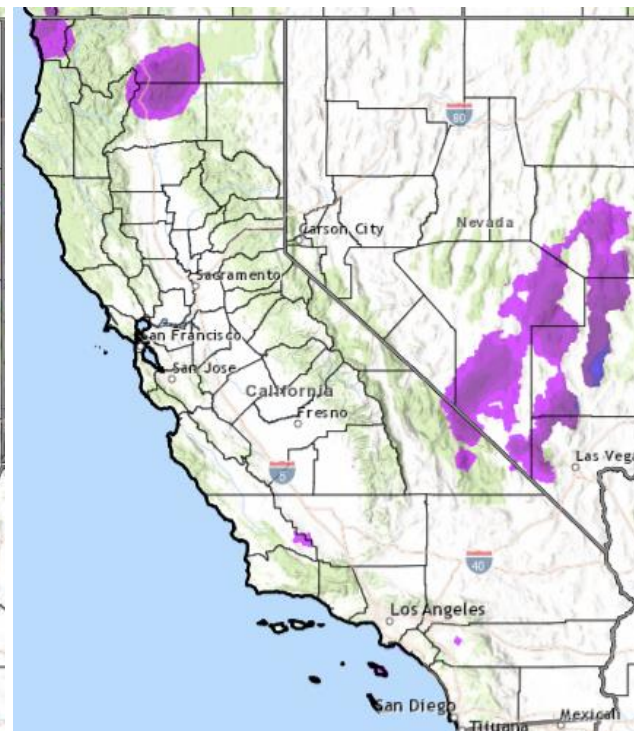 80
Carson City
Nevada
Sacramento
San Francisco
San Jose
California
Fresno
5
Las Vega
40
Los Angeles
San Diego
Tijuana
Mexicali